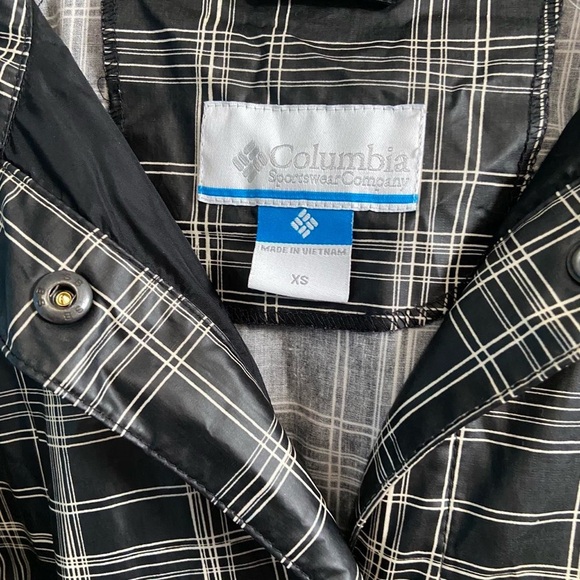 Columbia
Sportswear Company
MADE IN VIETNAM
XS